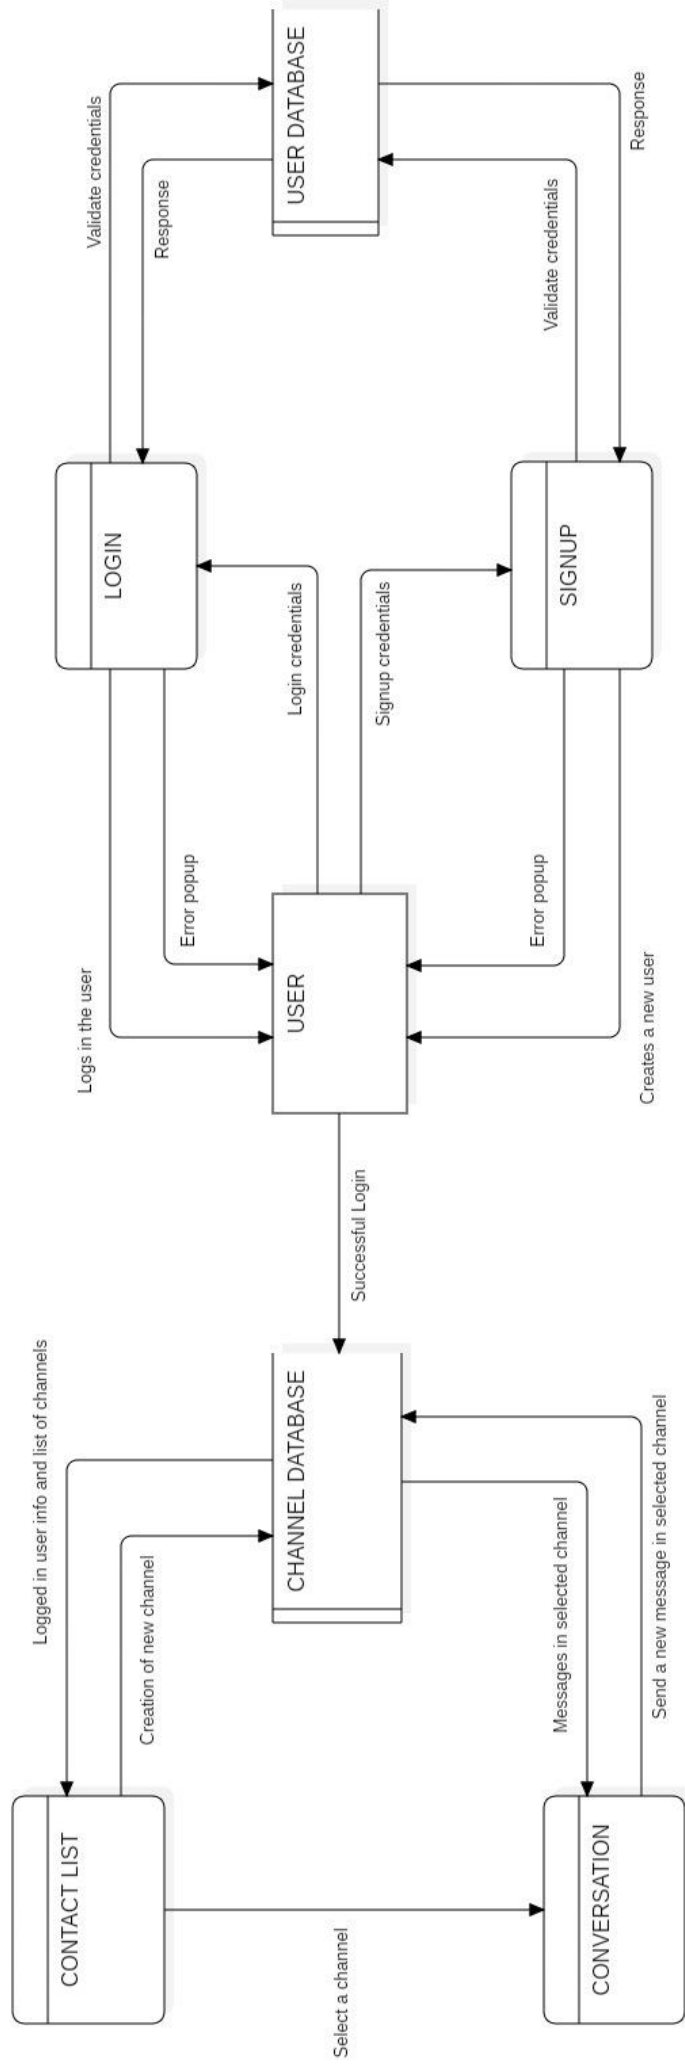 CONTACT LIST
Logged in user info and list of channels
Creation of new channel
Select a channel
CHANNEL DATABASE
Messages in selected channel
CONVERSATION
Send a new message in selected channel
Successful Login
Logs in the user
Error popup
USER
Error popup
Creates a new user
Login credentials
Signup credentials
LOGIN
SIGNUP
Validate credentials
Response
USER DATABASE
Validate credentials
Response